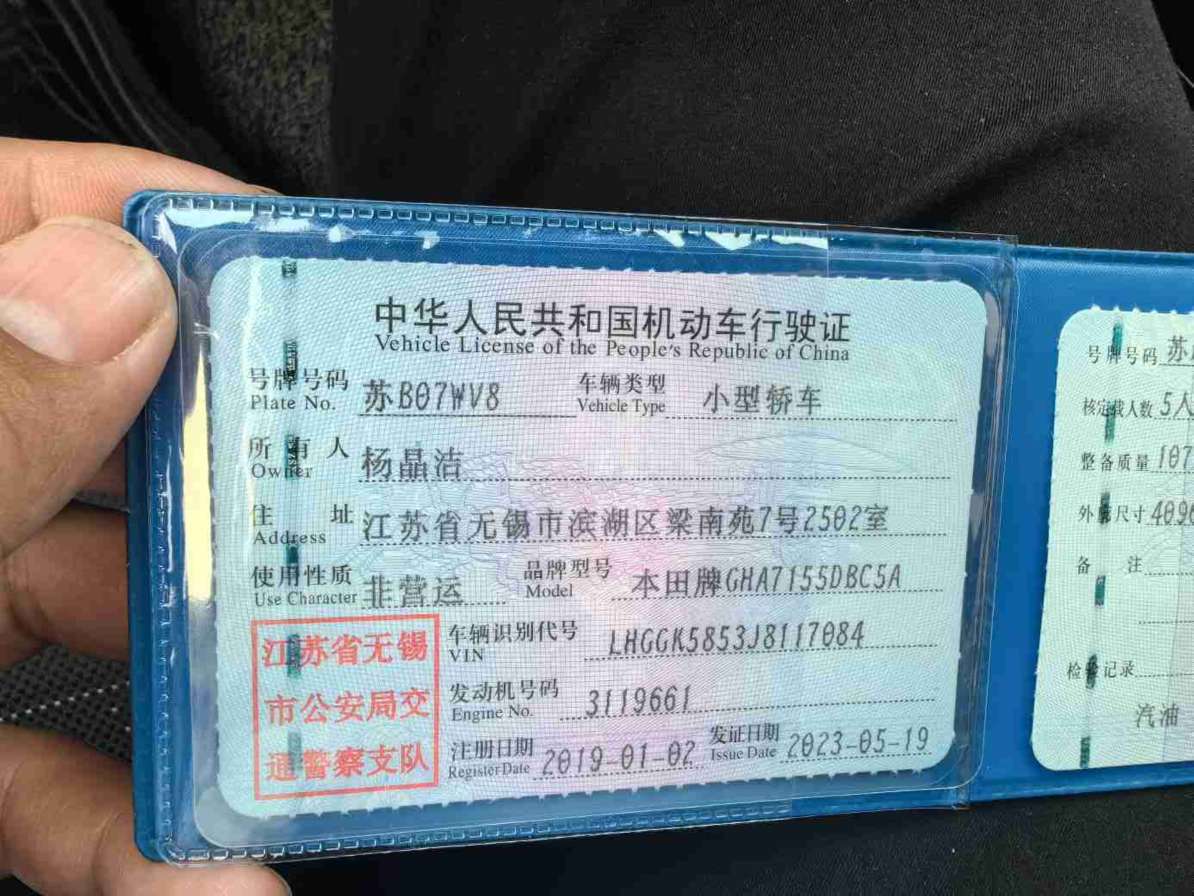 中华人民共和国机动车行驶证
Vehicle License of the People's Republic of China
号牌号码 苏B07WV8 车辆类型 小型轿车
Plate No. Vehicle Type
所有人 杨晶洁
Owner
住址 江苏省无锡市滨湖区梁南苑7号2502室
Address
使用性质 非营运 品牌型号 本田牌GHA7155DBC5A
Use Character Model
车辆识别代号 LHGGK5853J8117084
VIN
发动机号码 3119661
Engine No.
注册日期 2019-01-02 发证日期 2023-05-19
Register Date Issue Date
江苏省无锡
市公安局交
通警察支队
号牌号码 苏
核定载人数 5人
整备质量 107
外廓尺寸 409
备注
检验记录
汽油